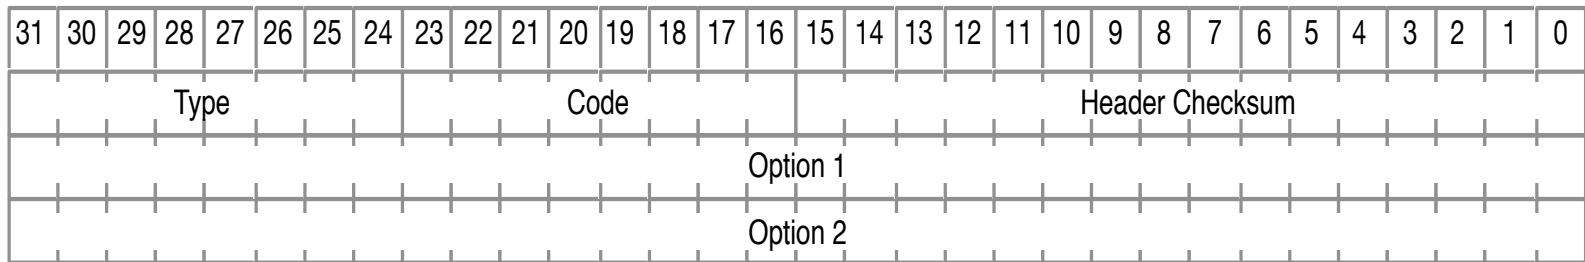 31 30 29 28 27 26 25 24 23 22 21 20 19 18 17 16 15 14 13 12 11 10 9 8 7 6 5 4 3 2 1 0
Type Code Header Checksum
Option 1
Option 2